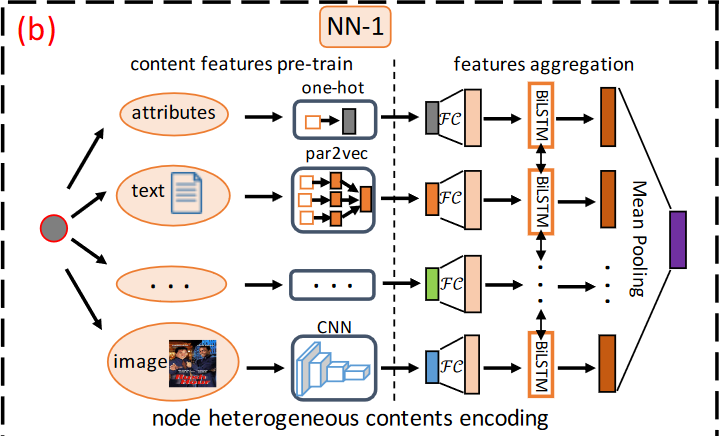 (b)
NN-1
content features pre-train
features aggregation
one-hot
attributes
FC
BiLSTM
par2vec
text
FC
BiLSTM
Mean Pooling
. . .
. . .
FC
CNN
image
FC
BiLSTM
node heterogeneous contents encoding